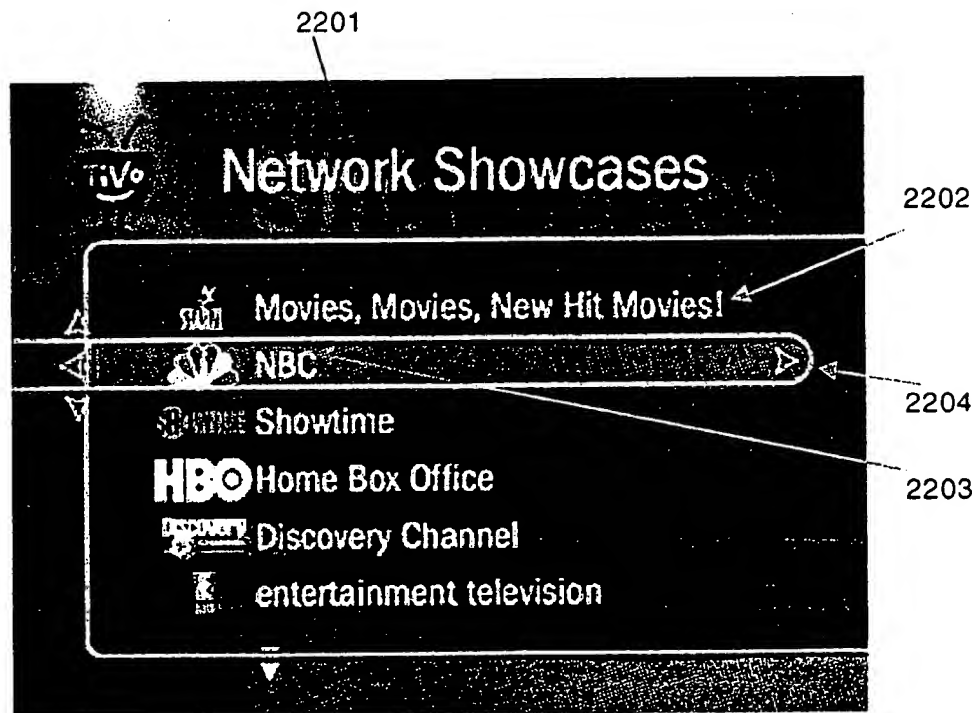 2201
TiVo
Network Showcases
2202
Movies, Movies, New Hit Movies!
NBC
2204
Showtime
HBO Home Box Office
2203
DISCOVERY Discovery Channel
entertainment television